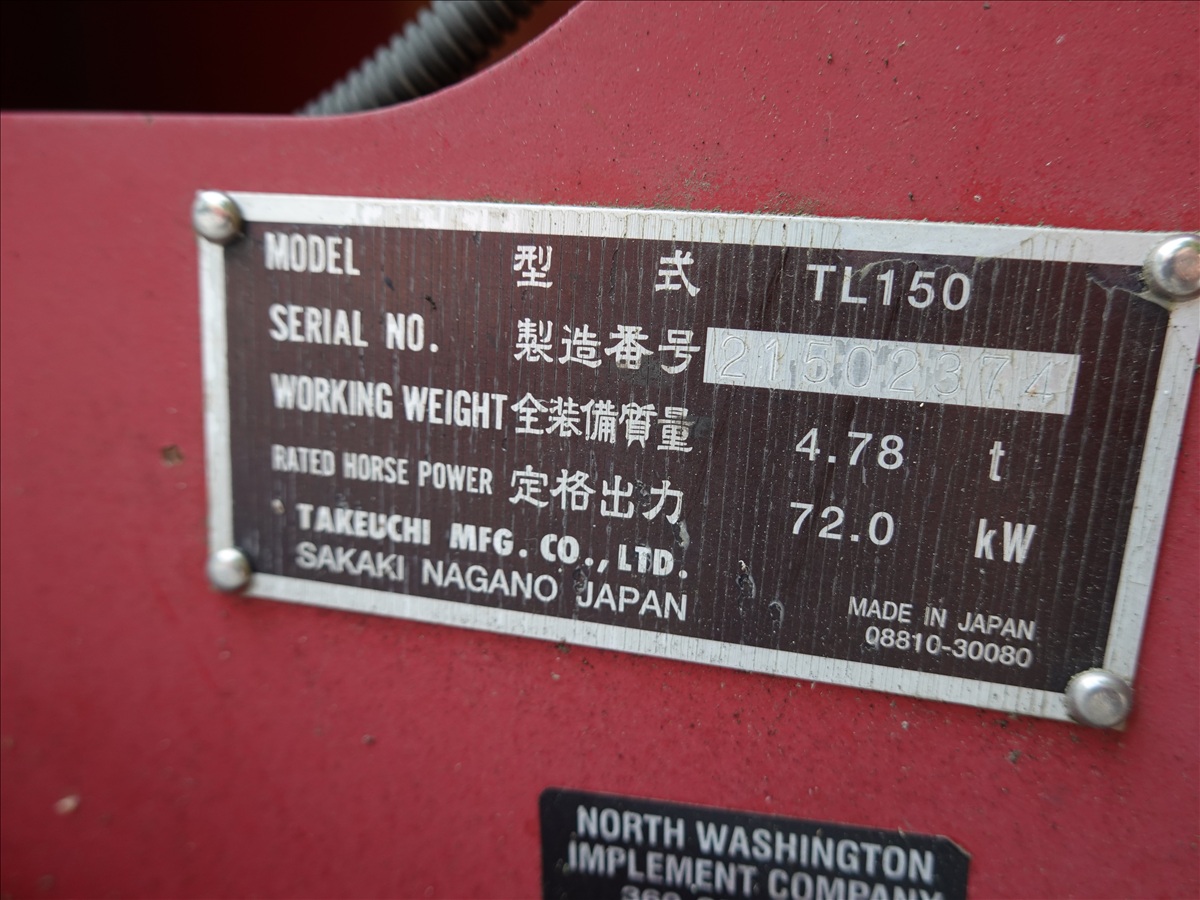 MODEL 型 式 TL150
SERIAL NO. 製造番号 21502374
WORKING WEIGHT 全装備質量 4.78 t
RATED HORSE POWER 定格出力 72.0 kW
TAKEUCHI MFG. CO., LTD.
SAKAKI NAGANO JAPAN
MADE IN JAPAN
08810-30080
NORTH WASHINGTON
IMPLEMENT COMPANY